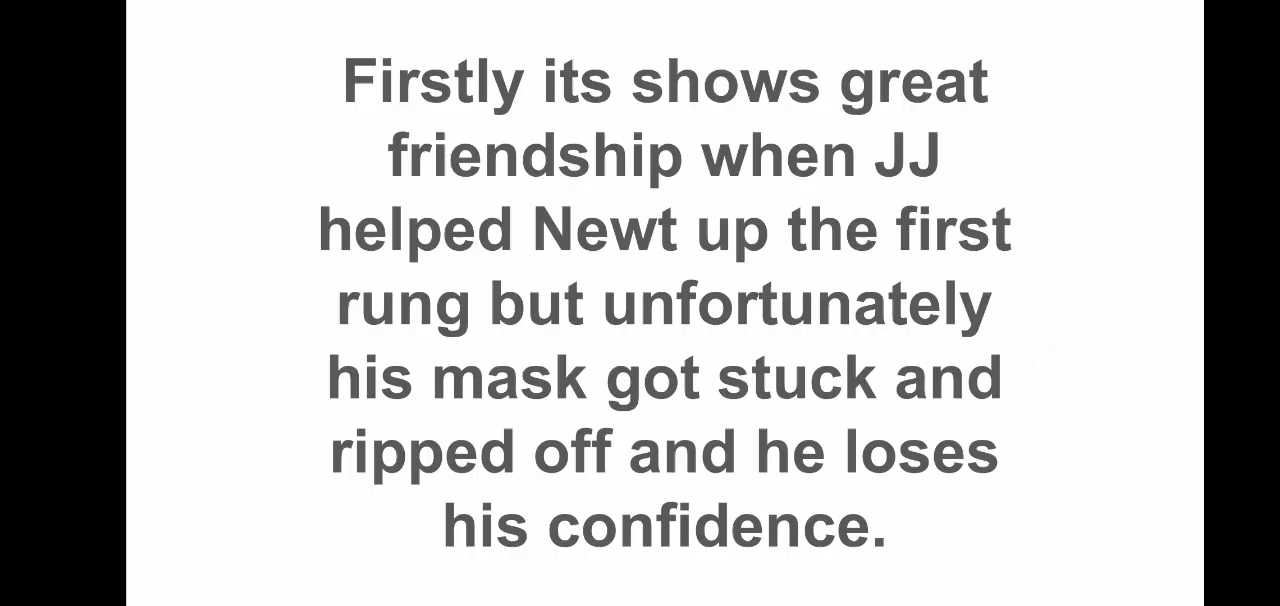 Firstly its shows great
friendship when JJ
helped Newt up the first
rung but unfortunately
his mask got stuck and
ripped off and he loses
his confidence.